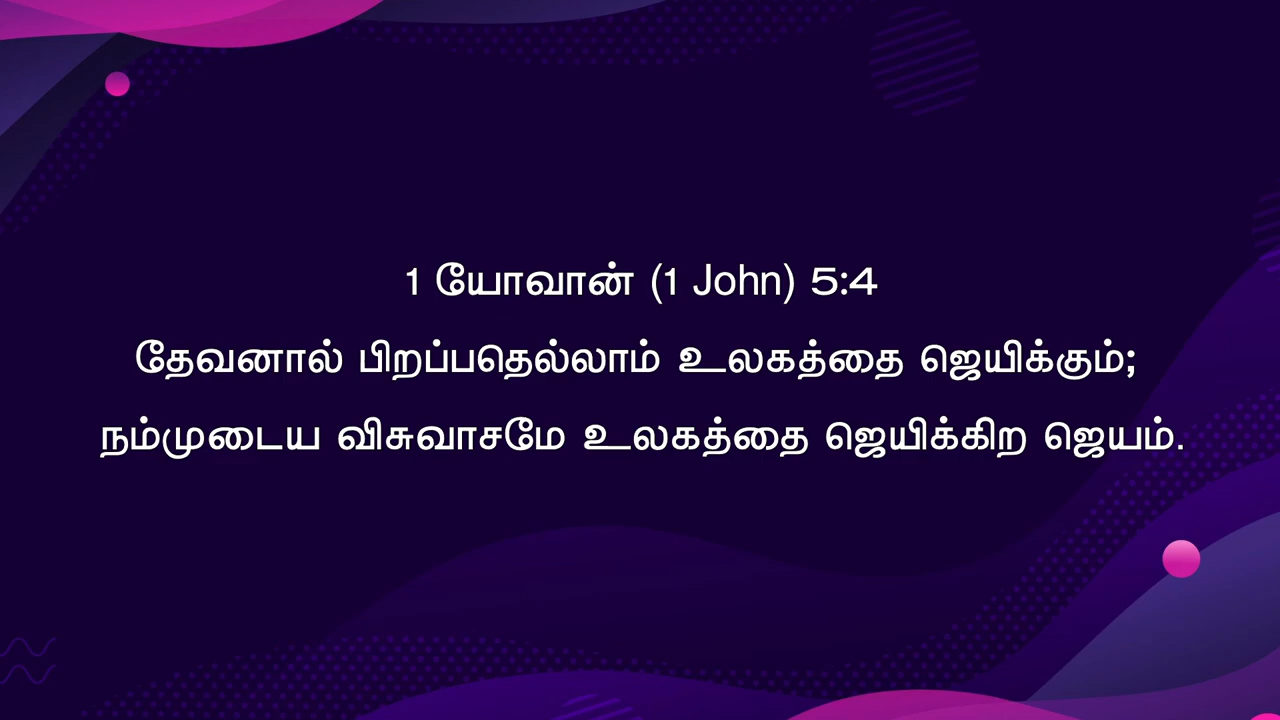 1 யோவான் (1 John) 5:4
தேவனால் பிறப்பதெல்லாம் உலகத்தை ஜெயிக்கும்;
நம்முடைய விசுவாசமே உலகத்தை ஜெயிக்கிற ஜெயம்.